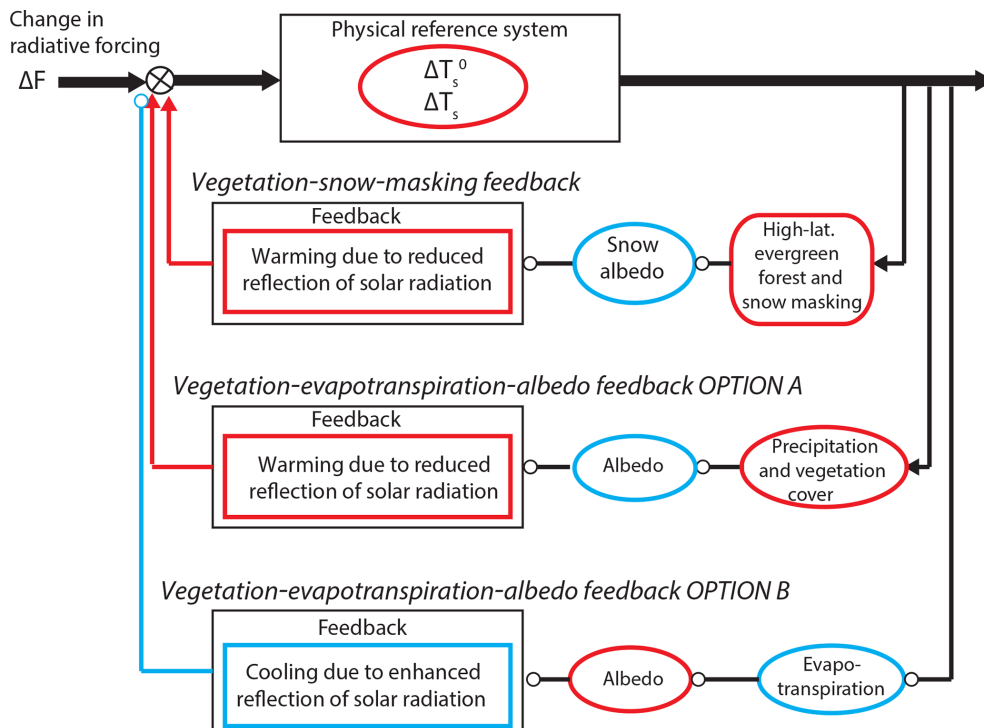 Change in
radiative forcing
ΔF
Physical reference system
ΔTs⁰
ΔTs
Vegetation-snow-masking feedback
Feedback
Warming due to reduced
reflection of solar radiation
Snow
albedo
High-lat.
evergreen
forest and
snow masking
Vegetation-evapotranspiration-albedo feedback OPTION A
Feedback
Warming due to reduced
reflection of solar radiation
Albedo
Precipitation
and vegetation
cover
Vegetation-evapotranspiration-albedo feedback OPTION B
Feedback
Cooling due to enhanced
reflection of solar radiation
Albedo
Evapo-
transpiration